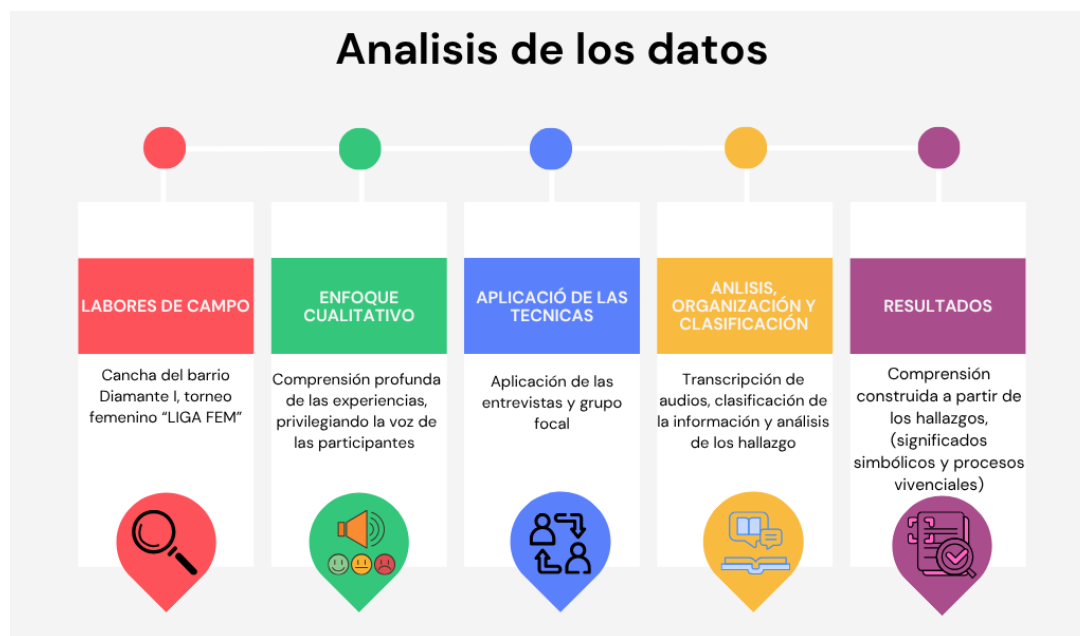 Analisis de los datos
LABORES DE CAMPO
Cancha del barrio
Diamante I, torneo
femenino “LIGA FEM”
ENFOQUE
CUALITATIVO
Comprensión profunda
de las experiencias,
privilegiando la voz de
las participantes
APLICACIÓ DE LAS
TECNICAS
Aplicación de las
entrevistas y grupo
focal
ANLISIS,
ORGANIZACIÓN Y
CLASIFICACIÓN
Transcripción de
audios, clasificación de
la información y análisis
de los hallazgo
RESULTADOS
Comprensión
construida a partir de
los hallazgos,
(significados
simbólicos y procesos
vivenciales)